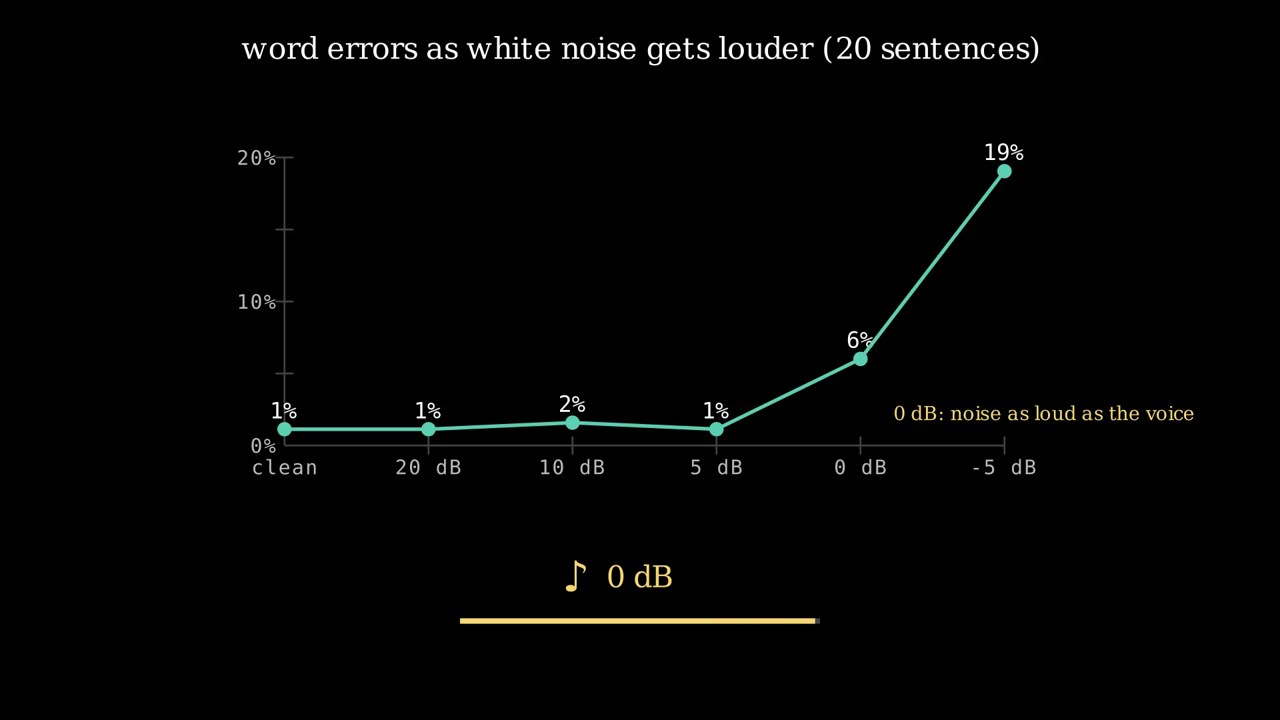 word errors as white noise gets louder (20 sentences)
20%
19%
10%
6%
1%
1%
2%
1%
0 dB: noise as loud as the voice
0%
clean
20 dB
10 dB
5 dB
0 dB
-5 dB
♪ 0 dB